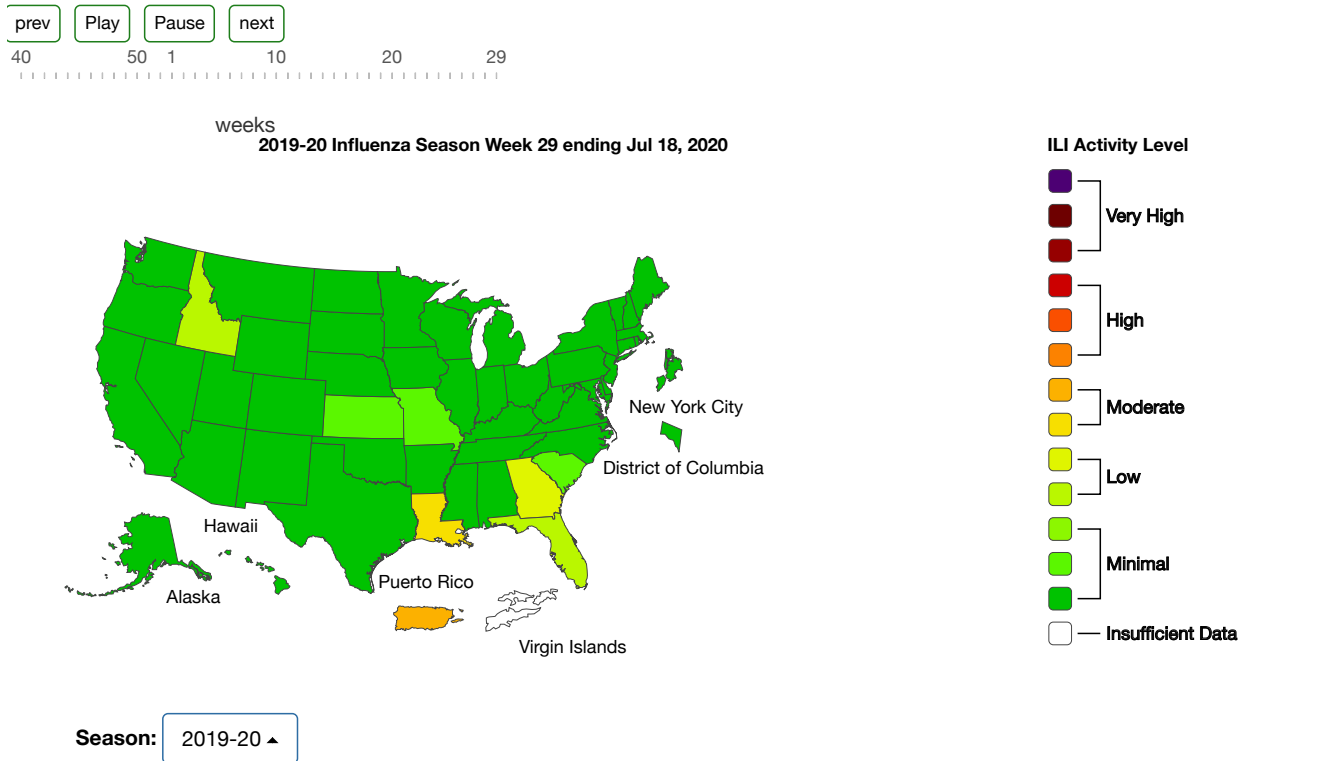 prev Play Pause next
40 50 1 10 20 29
weeks
2019-20 Influenza Season Week 29 ending Jul 18, 2020
ILI Activity Level
Very High
High
Moderate
New York City
District of Columbia
Low
Hawaii
Minimal
Puerto Rico
Alaska
Insufficient Data
Virgin Islands
Season: 2019-20